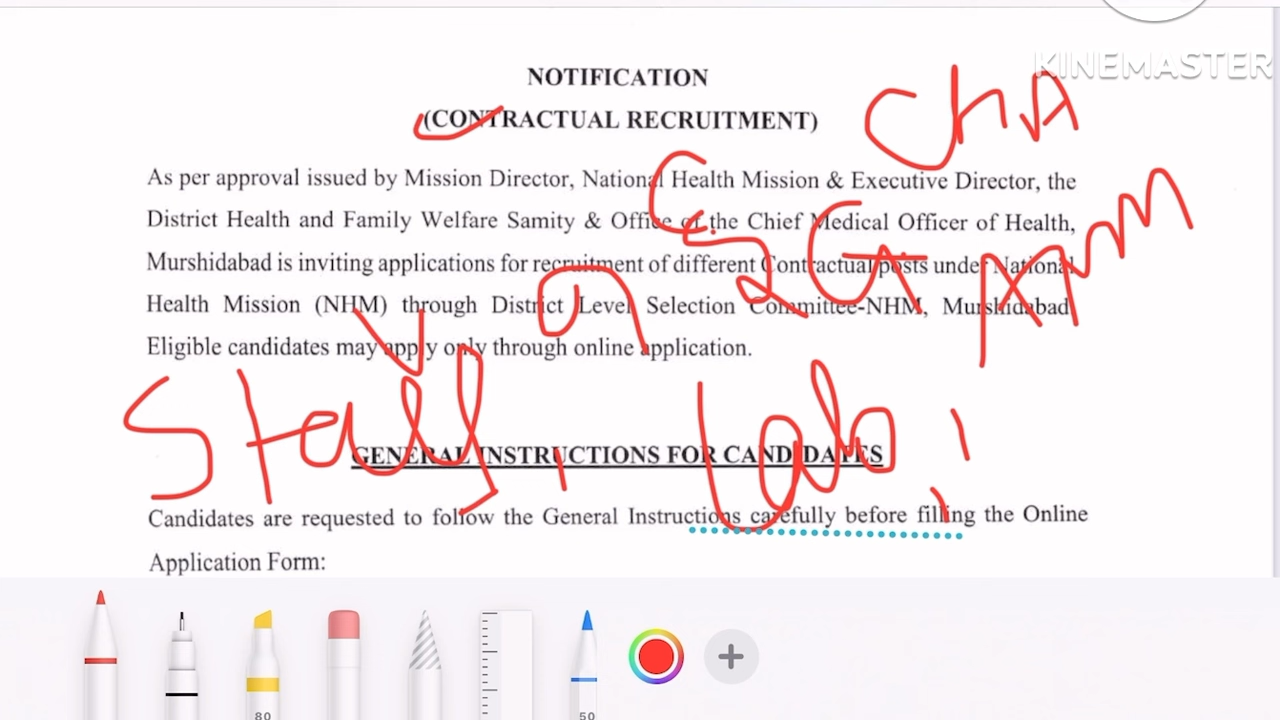 KINEMASTER
NOTIFICATION
(CONTRACTUAL RECRUITMENT)
CHA
As per approval issued by Mission Director, National Health Mission & Executive Director, the
District Health and Family Welfare Samity & Office of the Chief Medical Officer of Health,
Murshidabad is inviting applications for recruitment of different Contractual posts under National
Health Mission (NHM) through District Level Selection Committee-NHM, Murshidabad
Eligible candidates may apply only through online application.
ANM
Staff, Lab,
GENERAL INSTRUCTIONS FOR CANDIDATES
Candidates are requested to follow the General Instructions carefully before filling the Online
Application Form:
80
50